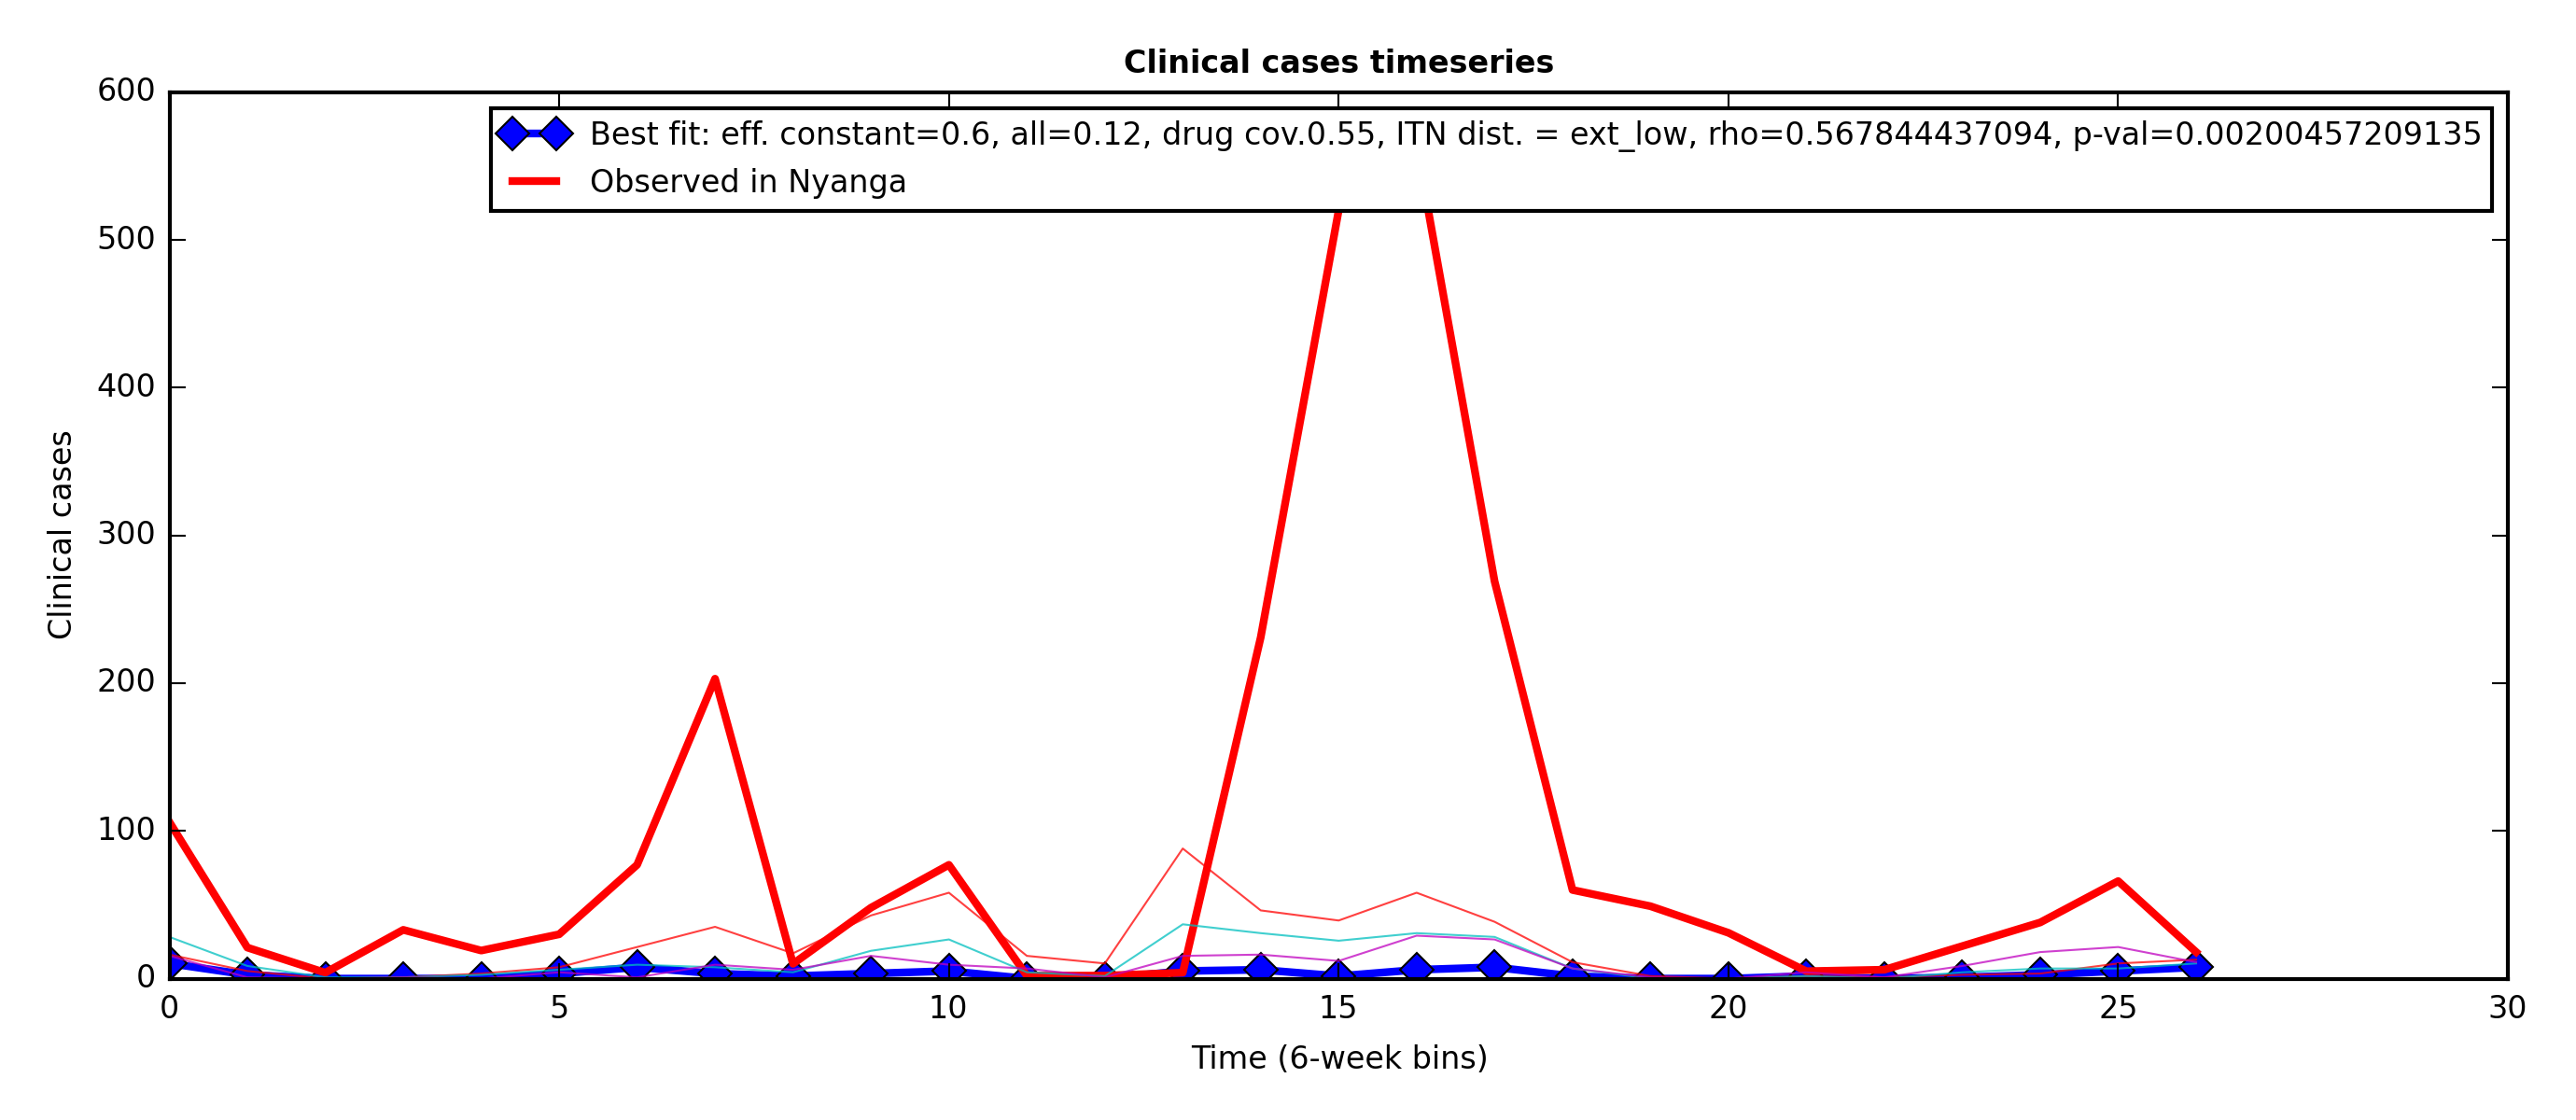 Clinical cases timeseries
600
500
400
300
200
100
0
Clinical cases
Best fit: eff. constant=0.6, all=0.12, drug cov.0.55, ITN dist. = ext_low, rho=0.567844437094, p-val=0.00200457209135
Observed in Nyanga
0 5 10 15 20 25 30
Time (6-week bins)